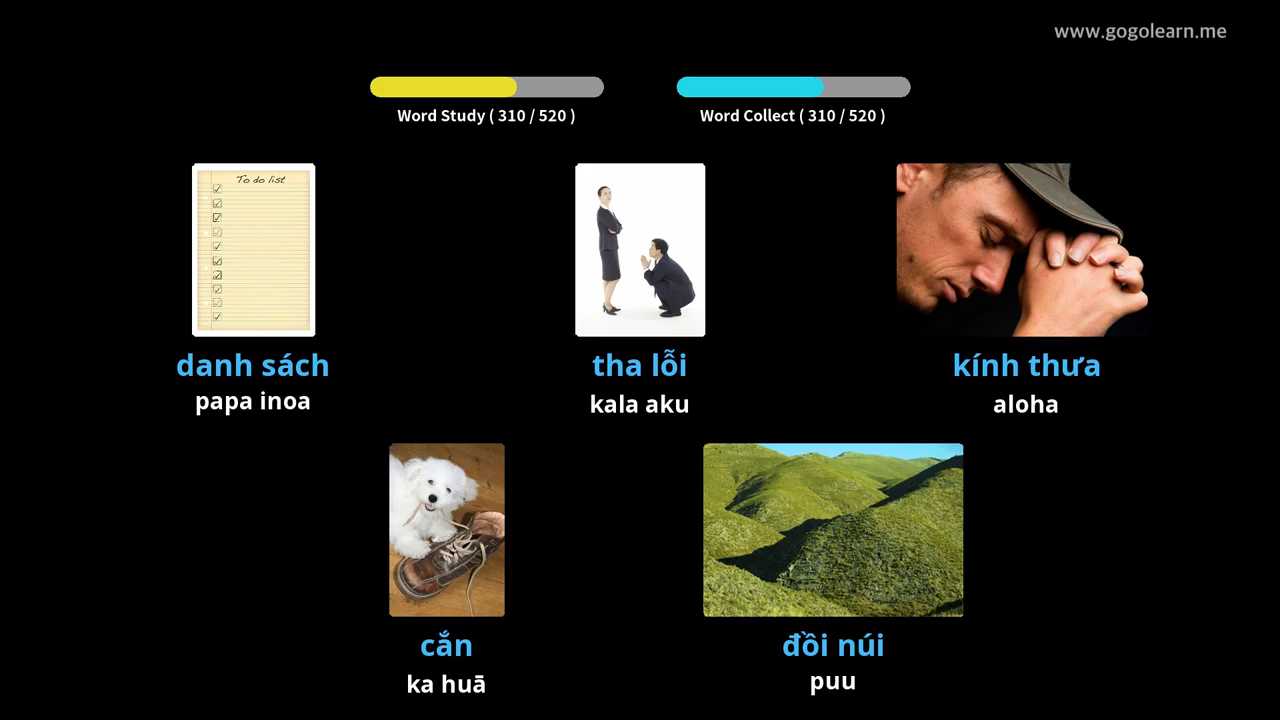 www.gogolearn.me
Word Study ( 310 / 520 )
Word Collect ( 310 / 520 )
To do list
danh sách
papa inoa
tha lỗi
kala aku
kính thưa
aloha
cắn
ka huā
đồi núi
puu